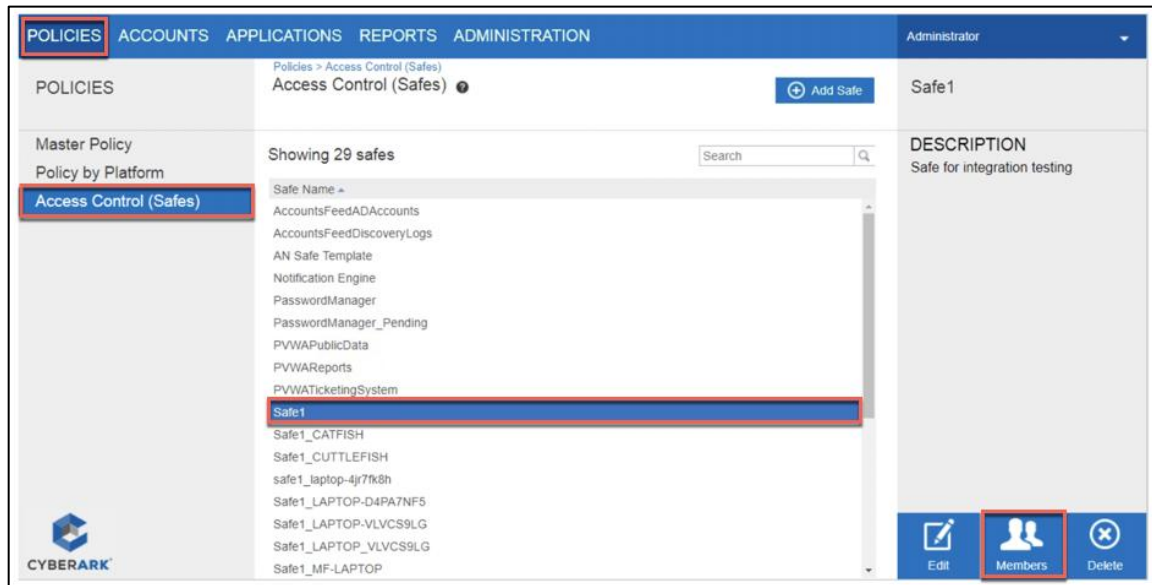 POLICIES ACCOUNTS APPLICATIONS REPORTS ADMINISTRATION Administrator
Policies > Access Control (Safes)
POLICIES Access Control (Safes) Add Safe Safe1
Master Policy
Policy by Platform
Access Control (Safes)
Showing 29 safes Search
Safe Name
AccountsFeedADAccounts
AccountsFeedDiscoveryLogs
AN Safe Template
Notification Engine
PasswordManager
PasswordManager_Pending
PVWAPublicData
PVWAReports
PVWATicketingSystem
Safe1
Safe1_CATFISH
Safe1_CUTTLEFISH
safe1_laptop-4jr7fk8h
Safe1_LAPTOP-D4PA7NF5
Safe1_LAPTOP-VLVCS9LG
Safe1_LAPTOP_VLVCS9LG
Safe1_MF-LAPTOP
DESCRIPTION
Safe for integration testing
CYBERARK
Edit Members Delete